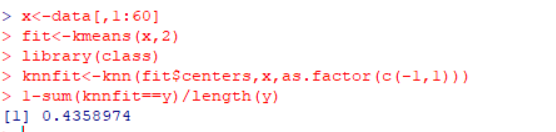 > x<-data[,1:60]
> fit<-kmeans(x,2)
> library(class)
> knnfit<-knn(fit$centers,x,as.factor(c(-1,1)))
> 1-sum(knnfit==y)/length(y)
[1] 0.4358974